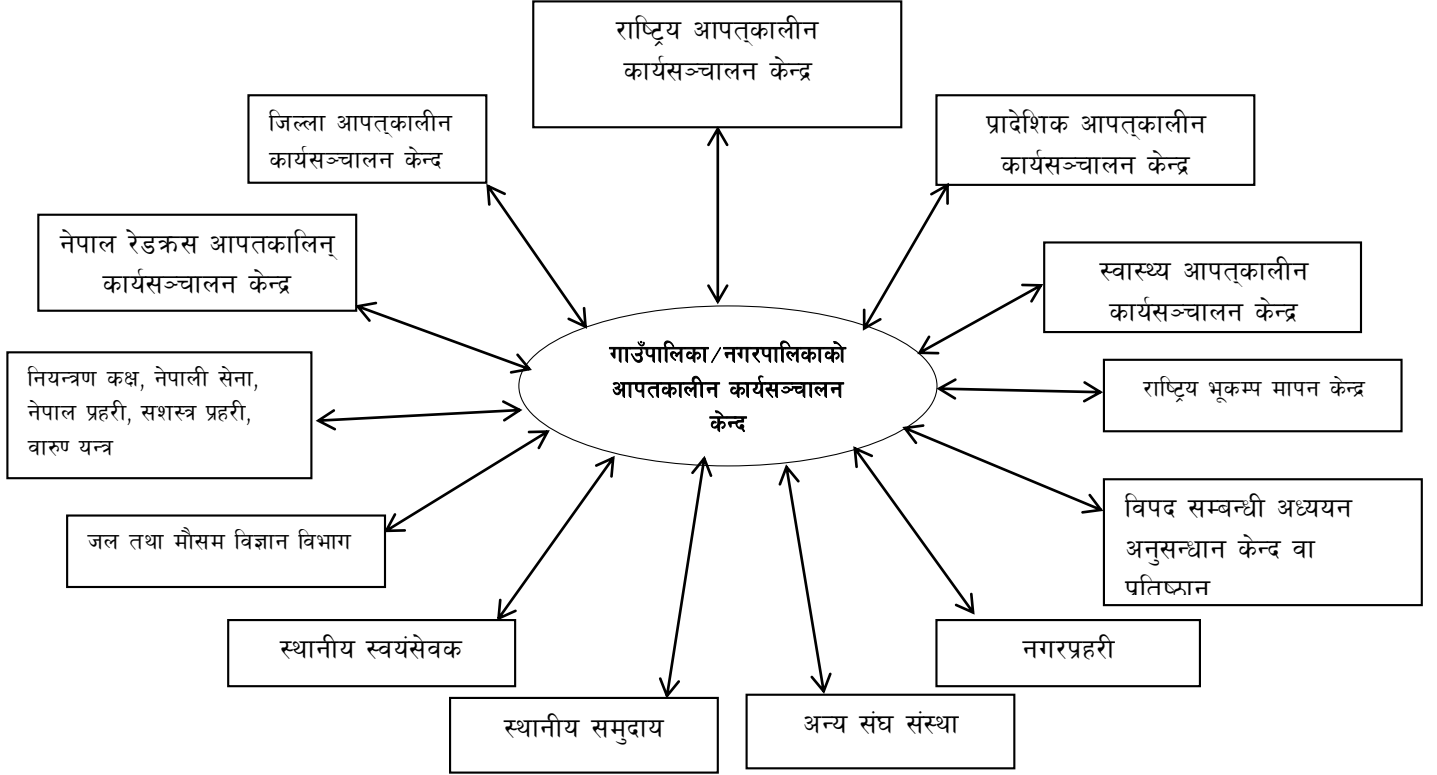 राष्ट्रिय आपत्कालीन
कार्यसञ्चालन केन्द्र
जिल्ला आपत्कालीन
कार्यसञ्चालन केन्द
प्रादेशिक आपत्कालीन
कार्यसञ्चालन केन्द्र
नेपाल रेडक्रस आपतकालिन्
कार्यसञ्चालन केन्द्र
स्वास्थ्य आपत्कालीन
कार्यसञ्चालन केन्द्र
गाउँपालिका/नगरपालिकाको
आपतकालीन कार्यसञ्चालन
केन्द
नियन्त्रण कक्ष, नेपाली सेना,
नेपाल प्रहरी, सशस्त्र प्रहरी,
वारुण यन्त्र
राष्ट्रिय भूकम्प मापन केन्द्र
जल तथा मौसम विज्ञान विभाग
विपद सम्बन्धी अध्ययन
अनुसन्धान केन्द वा
प्रतिष्ठान
स्थानीय स्वयंसेवक
नगरप्रहरी
स्थानीय समुदाय
अन्य संघ संस्था